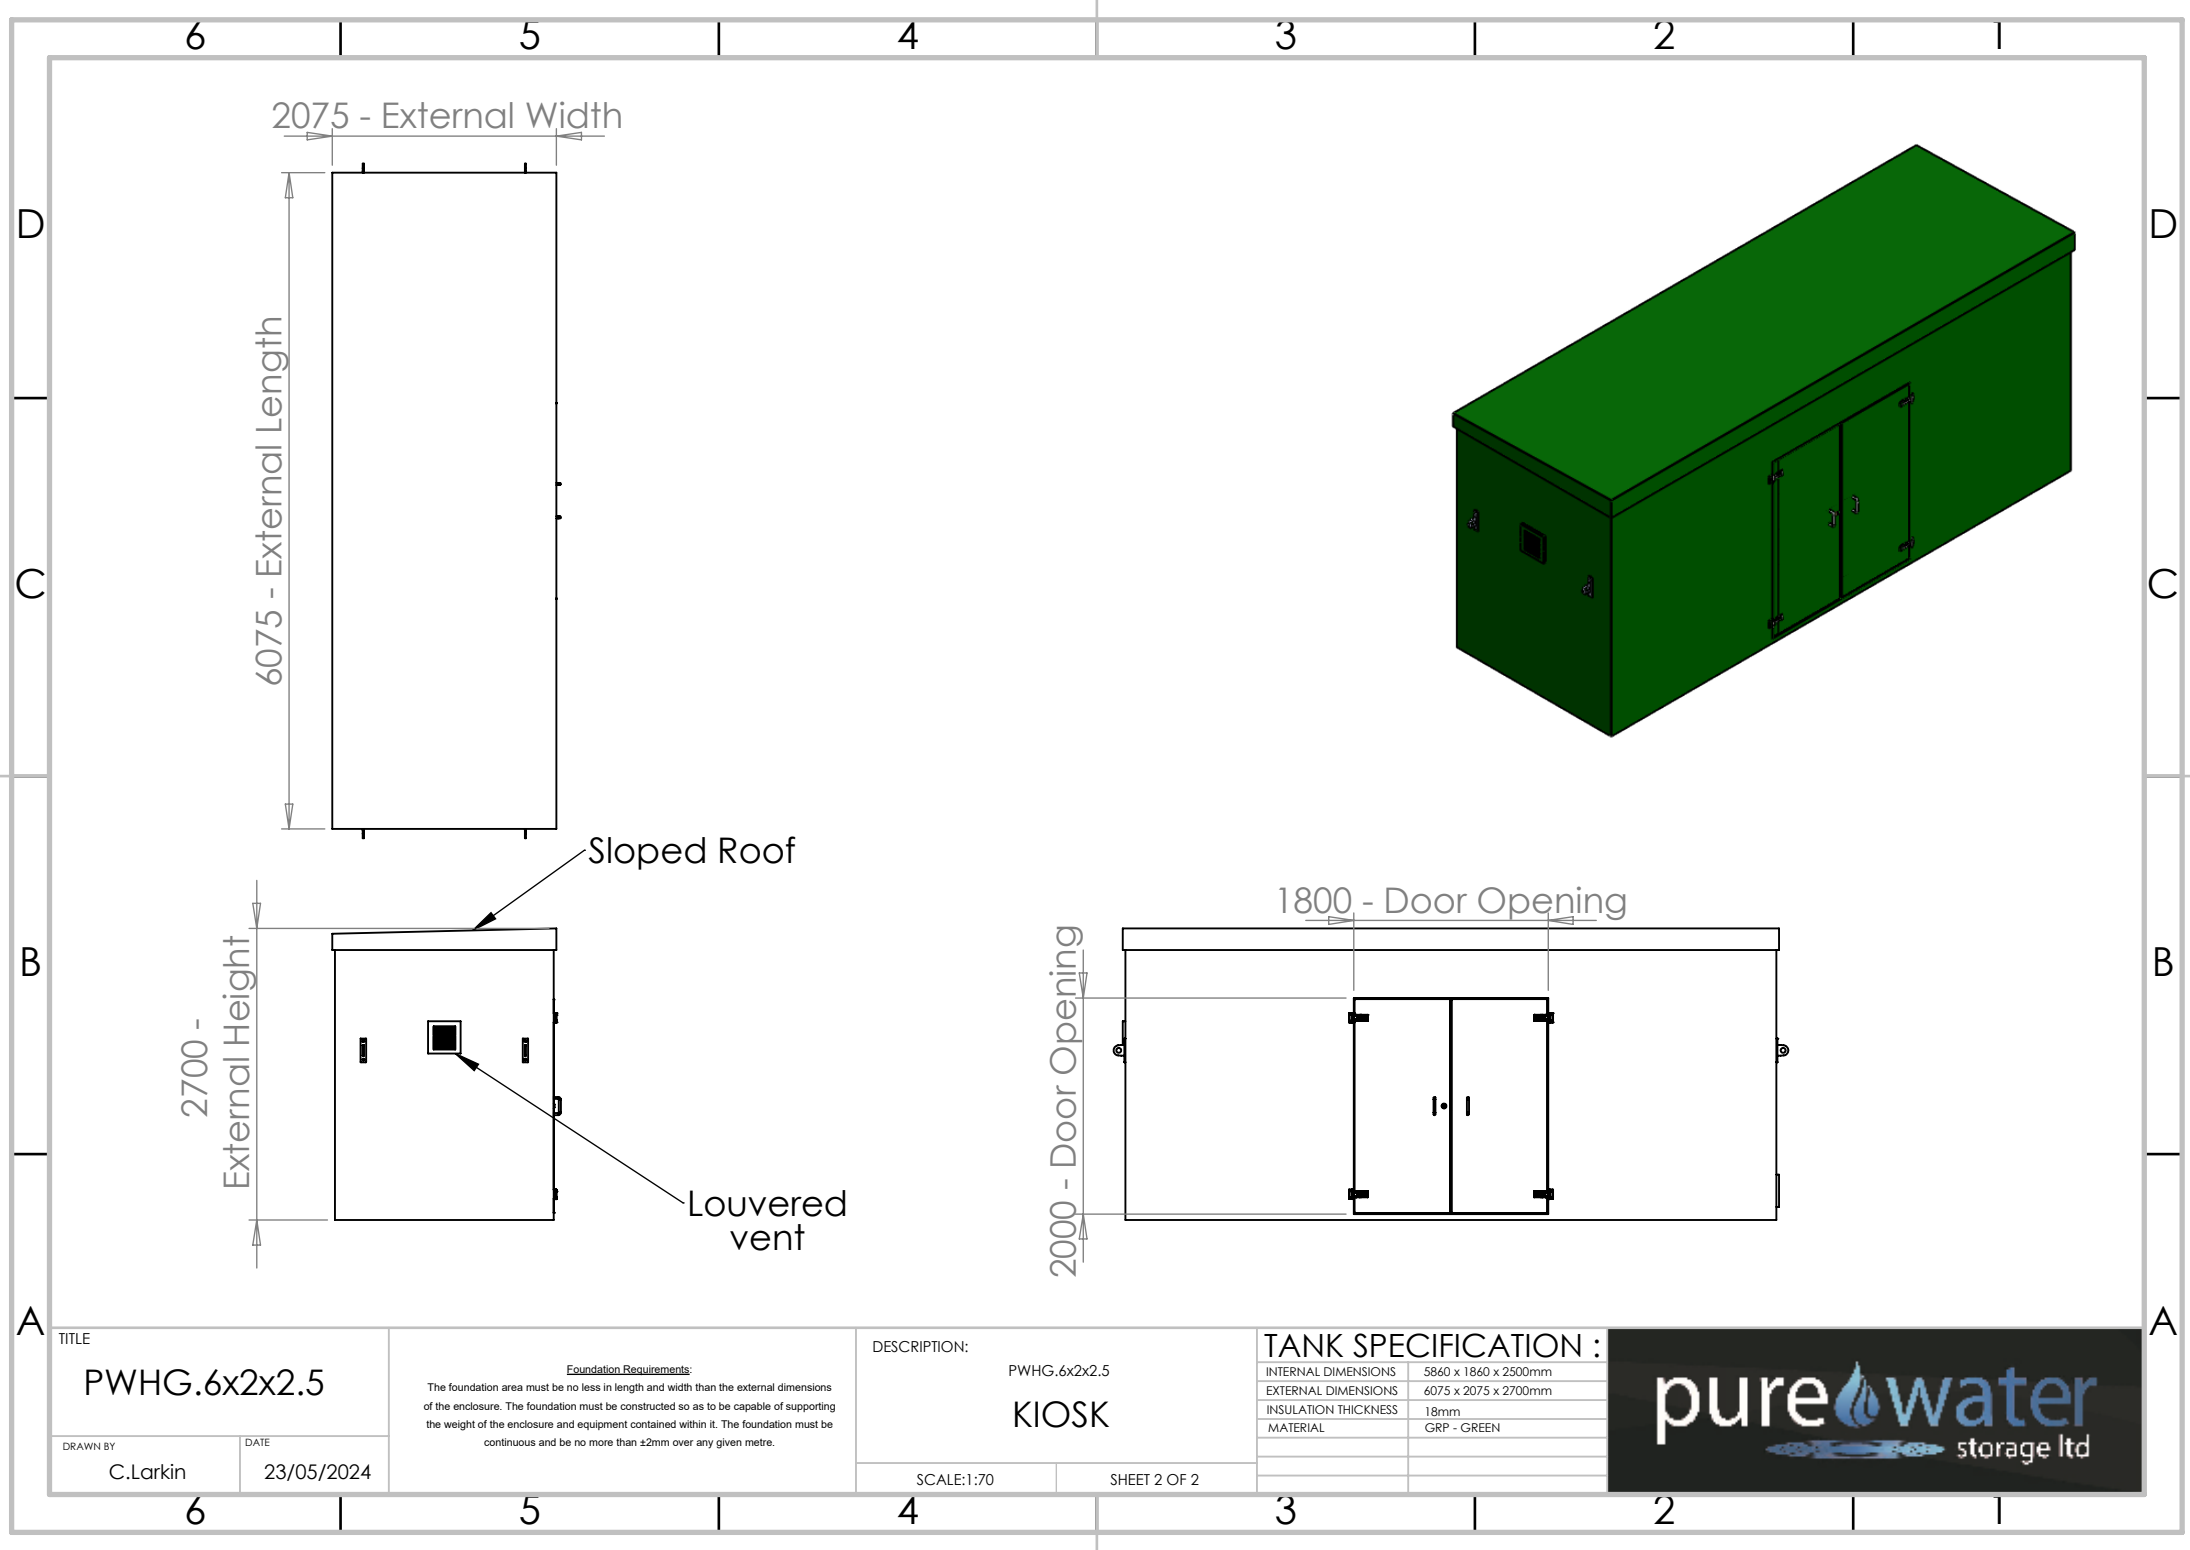 6 5 4 3 2 1
D D
C C
B B
A A
2075 - External Width
6075 - External Length
Sloped Roof
2700 -
External Height
Louvered
vent
1800 - Door Opening
2000 - Door Opening
TITLE
PWHG.6x2x2.5
DRAWN BY
C.Larkin
DATE
23/05/2024
Foundation Requirements:
The foundation area must be no less in length and width than the external dimensions
of the enclosure. The foundation must be constructed so as to be capable of supporting
the weight of the enclosure and equipment contained within it. The foundation must be
continuous and be no more than ±2mm over any given metre.
DESCRIPTION:
PWHG.6x2x2.5
KIOSK
SCALE:1:70
SHEET 2 OF 2
TANK SPECIFICATION :
INTERNAL DIMENSIONS 5860 x 1860 x 2500mm
EXTERNAL DIMENSIONS 6075 x 2075 x 2700mm
INSULATION THICKNESS 18mm
MATERIAL GRP - GREEN
pure water
storage ltd
6 5 4 3 2 1